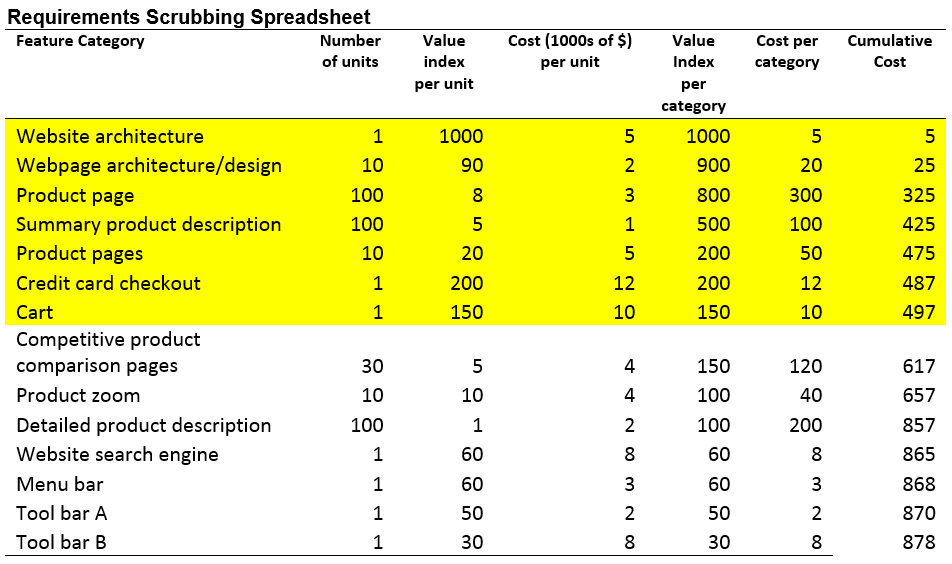 Requirements Scrubbing Spreadsheet
Feature Category Number of units Value index per unit Cost (1000s of $) per unit Value Index per category Cost per category Cumulative Cost
Website architecture 1 1000 5 1000 5 5
Webpage architecture/design 10 90 2 900 20 25
Product page 100 8 3 800 300 325
Summary product description 100 5 1 500 100 425
Product pages 10 20 5 200 50 475
Credit card checkout 1 200 12 200 12 487
Cart 1 150 10 150 10 497
Competitive product
comparison pages 30 5 4 150 120 617
Product zoom 10 10 4 100 40 657
Detailed product description 100 1 2 100 200 857
Website search engine 1 60 8 60 8 865
Menu bar 1 60 3 60 3 868
Tool bar A 1 50 2 50 2 870
Tool bar B 1 30 8 30 8 878